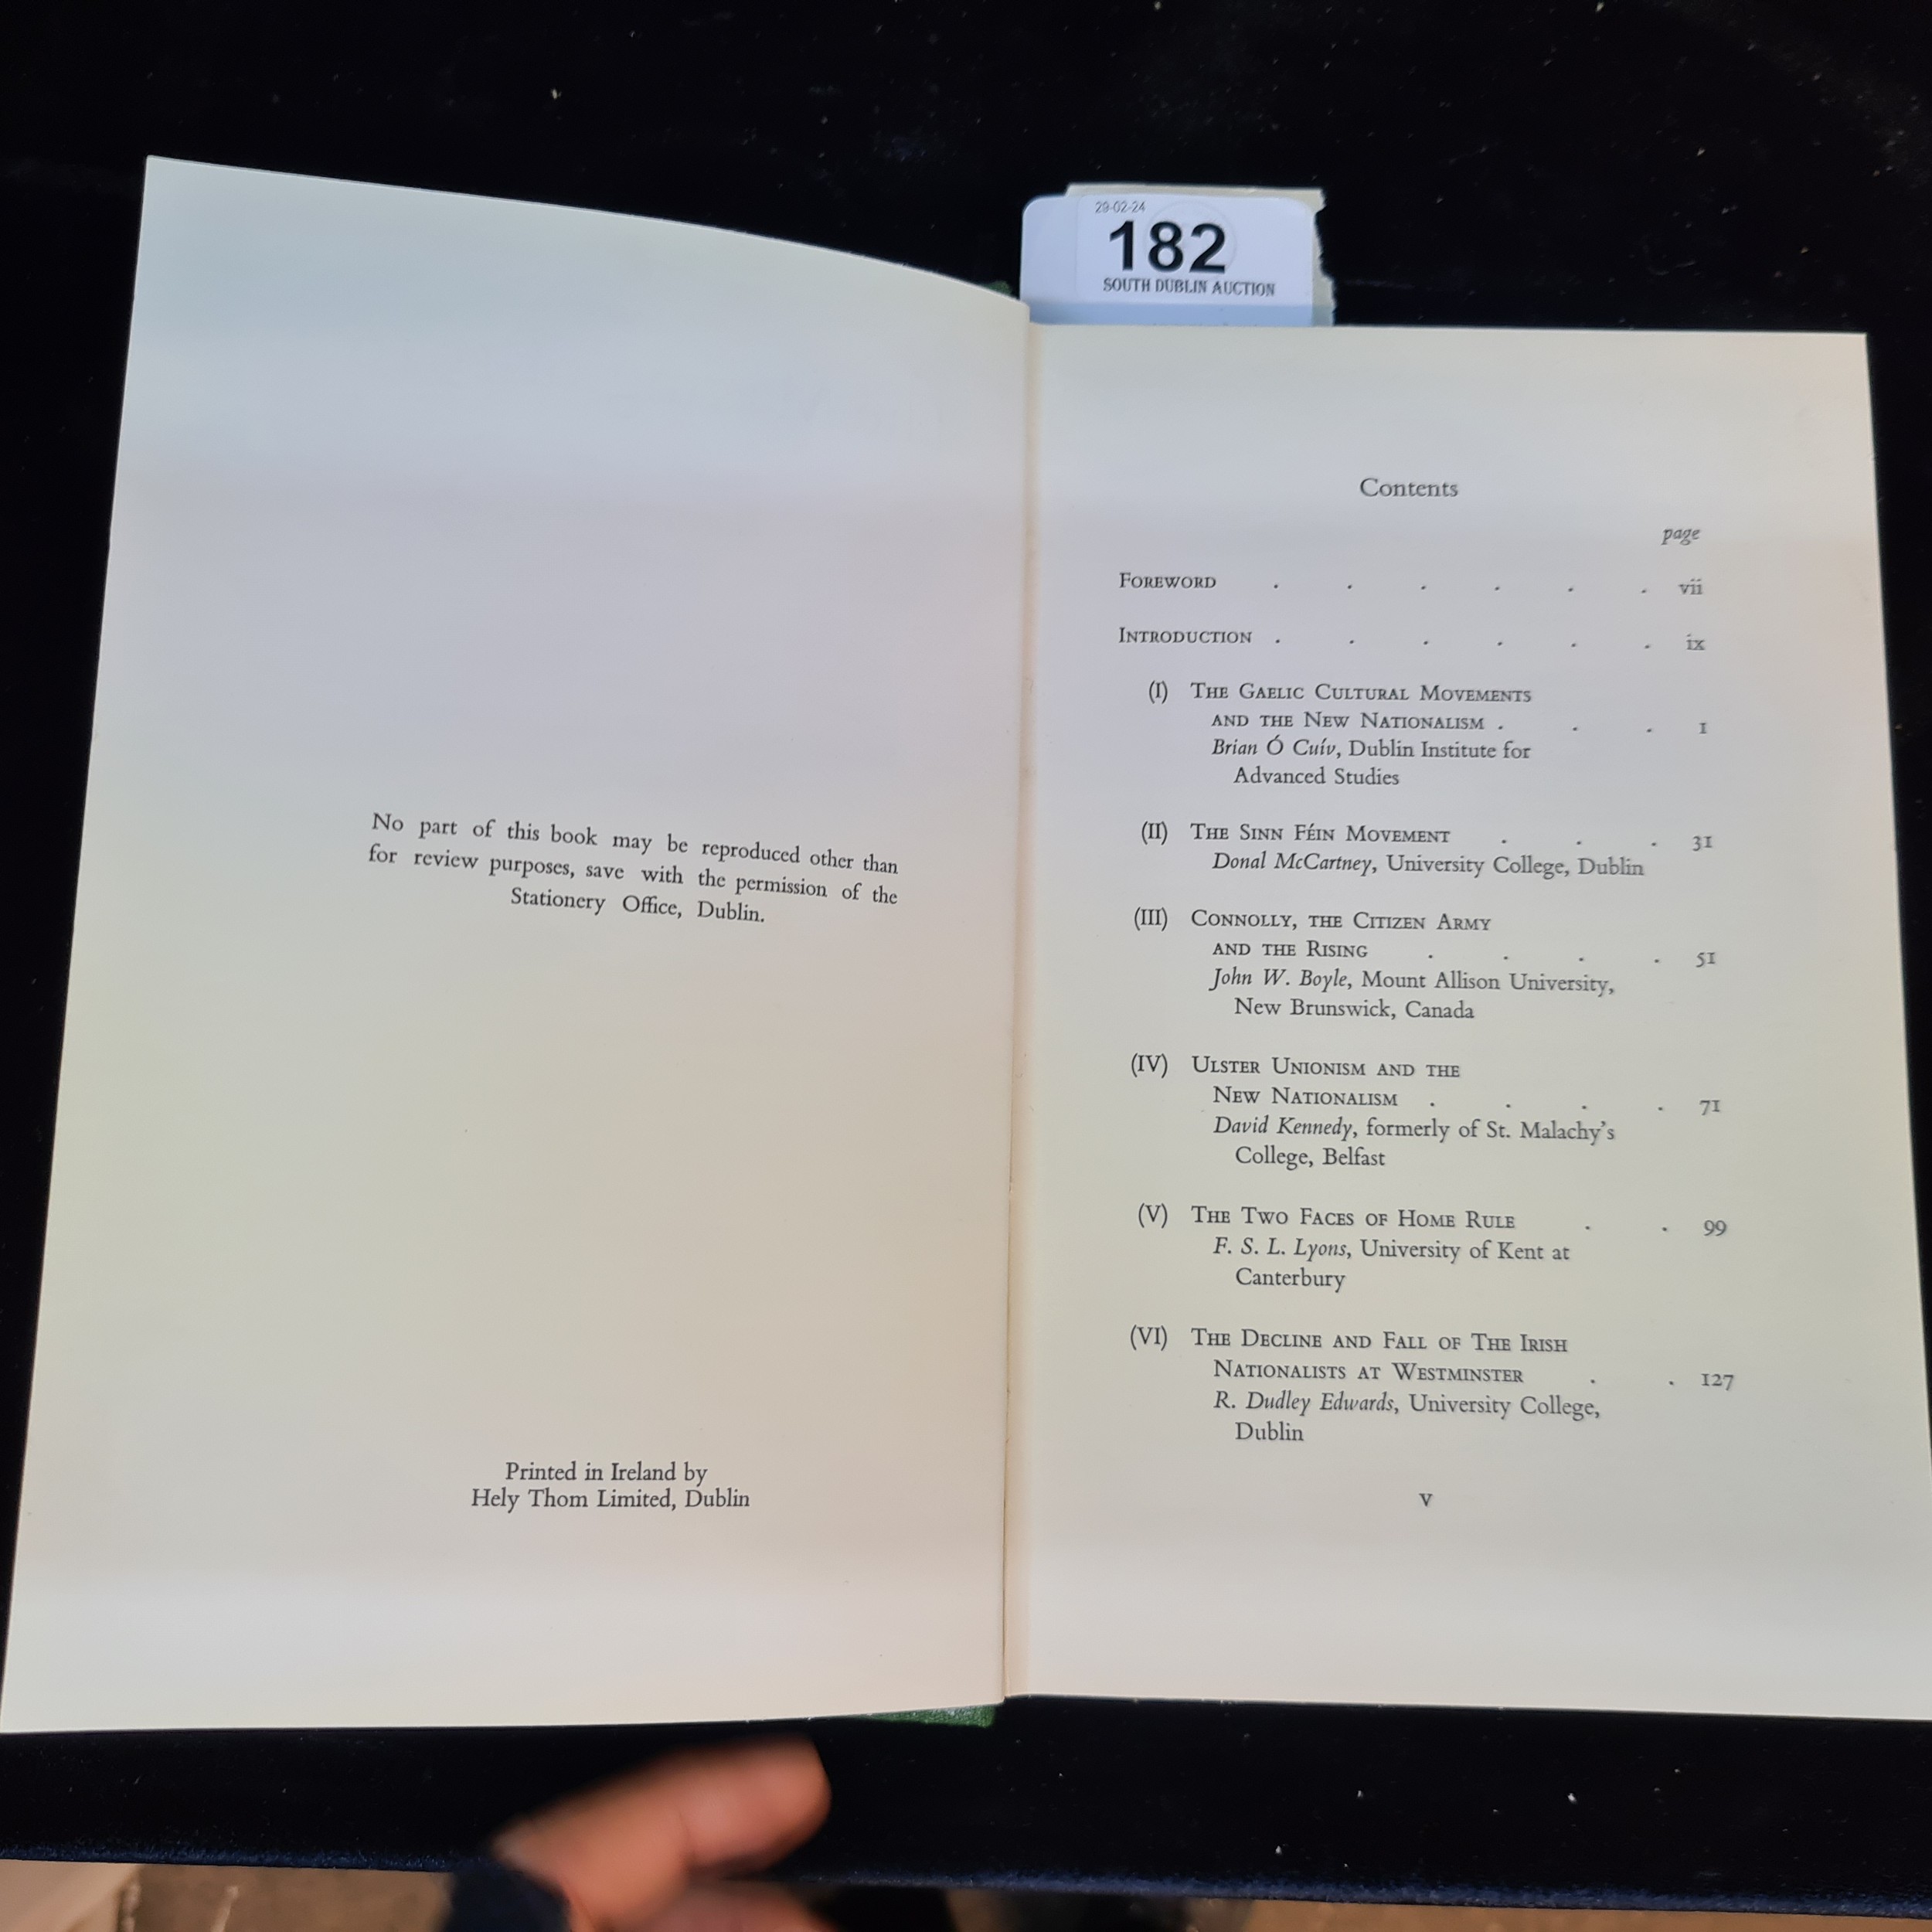 29-02-24
182
SOUTH DUBLIN AUCTION
No part of this book may be reproduced other than
for review purposes, save with the permission of the
Stationery Office, Dublin.
Printed in Ireland by
Hely Thom Limited, Dublin
Contents
page
FOREWORD . . . . . . vii
INTRODUCTION . . . . . . ix
(I) THE GAELIC CULTURAL MOVEMENTS
AND THE NEW NATIONALISM . . . 1
Brian Ó Cuív, Dublin Institute for
Advanced Studies
(II) THE SINN FÉIN MOVEMENT . . . 31
Donal McCartney, University College, Dublin
(III) CONNOLLY, THE CITIZEN ARMY
AND THE RISING . . . . 51
John W. Boyle, Mount Allison University,
New Brunswick, Canada
(IV) ULSTER UNIONISM AND THE
NEW NATIONALISM . . . . 71
David Kennedy, formerly of St. Malachy's
College, Belfast
(V) THE TWO FACES OF HOME RULE . . 99
F. S. L. Lyons, University of Kent at
Canterbury
(VI) THE DECLINE AND FALL OF THE IRISH
NATIONALISTS AT WESTMINSTER . . 127
R. Dudley Edwards, University College,
Dublin
v